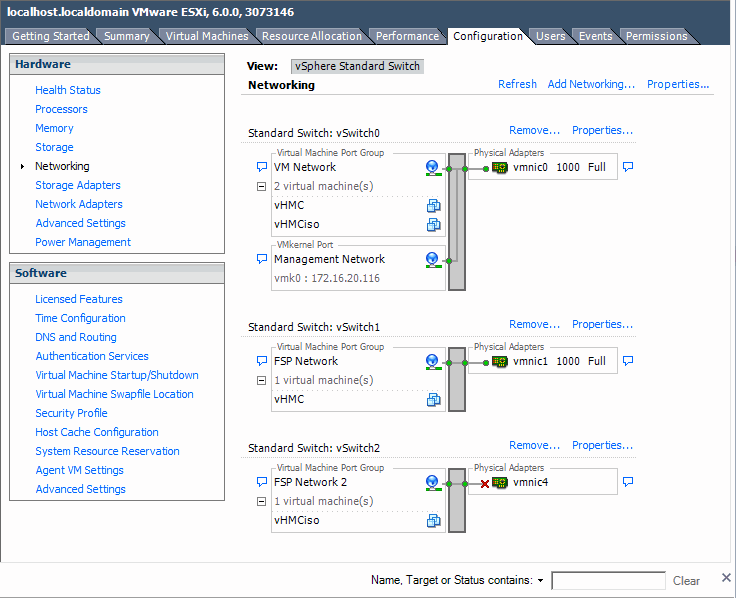 localhost.localdomain VMware ESXi, 6.0.0, 3073146
Getting Started Summary Virtual Machines Resource Allocation Performance Configuration Users Events Permissions
Hardware
Health Status
Processors
Memory
Storage
Networking
Storage Adapters
Network Adapters
Advanced Settings
Power Management
Software
Licensed Features
Time Configuration
DNS and Routing
Authentication Services
Virtual Machine Startup/Shutdown
Virtual Machine Swapfile Location
Security Profile
Host Cache Configuration
System Resource Reservation
Agent VM Settings
Advanced Settings
View: vSphere Standard Switch
Networking Refresh Add Networking... Properties...
Standard Switch: vSwitch0 Remove... Properties...
Virtual Machine Port Group Physical Adapters
VM Network vmnic0 1000 Full
2 virtual machine(s)
vHMC
vHMCiso
VMkernel Port
Management Network
vmk0 : 172.16.20.116
Standard Switch: vSwitch1 Remove... Properties...
Virtual Machine Port Group Physical Adapters
FSP Network vmnic1 1000 Full
1 virtual machine(s)
vHMC
Standard Switch: vSwitch2 Remove... Properties...
Virtual Machine Port Group Physical Adapters
FSP Network 2 vmnic4
1 virtual machine(s)
vHMCiso
Name, Target or Status contains: Clear